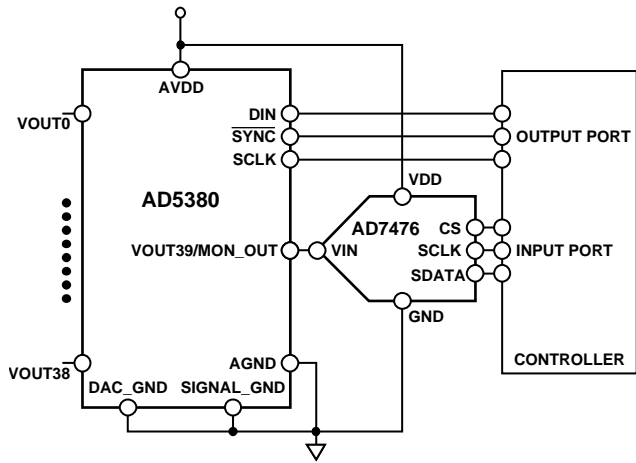 AVDD
VOUT0
DIN
SYNC
SCLK
OUTPUT PORT
AD5380
VDD
AD7476
VOUT39/MON_OUT
VIN
CS
SCLK
SDATA
INPUT PORT
GND
VOUT38
AGND
DAC_GND
SIGNAL_GND
CONTROLLER